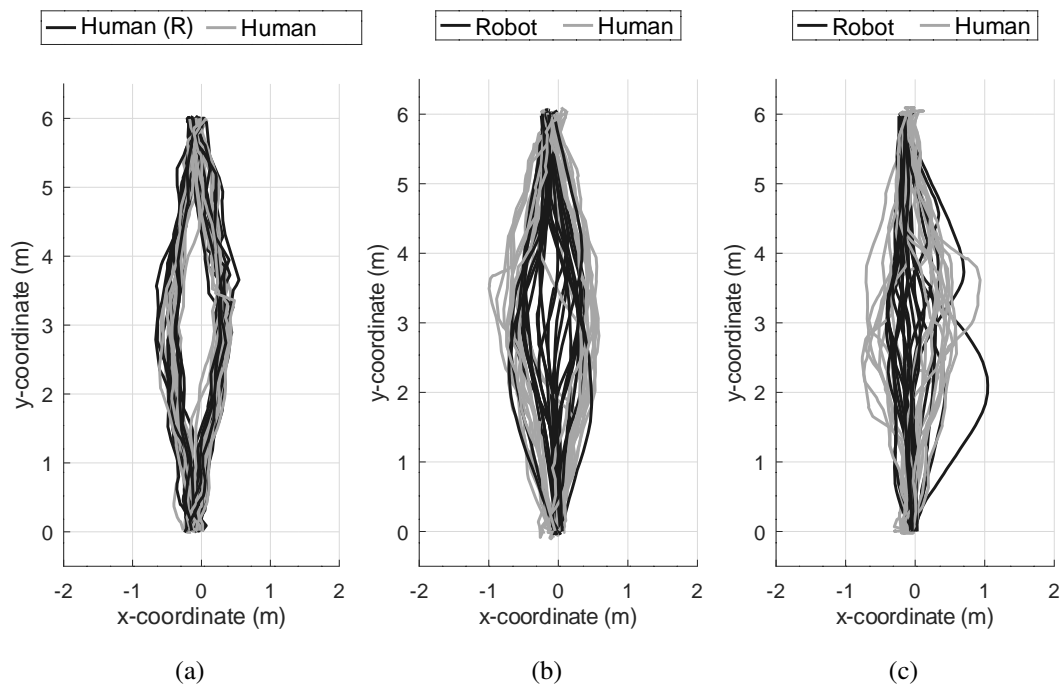 Human (R) Human
Robot Human
Robot Human
y-coordinate (m)
6
5
4
3
2
1
0
-2 -1 0 1 2
x-coordinate (m)
(a)
y-coordinate (m)
6
5
4
3
2
1
0
-2 -1 0 1 2
x-coordinate (m)
(b)
y-coordinate (m)
6
5
4
3
2
1
0
-2 -1 0 1 2
x-coordinate (m)
(c)